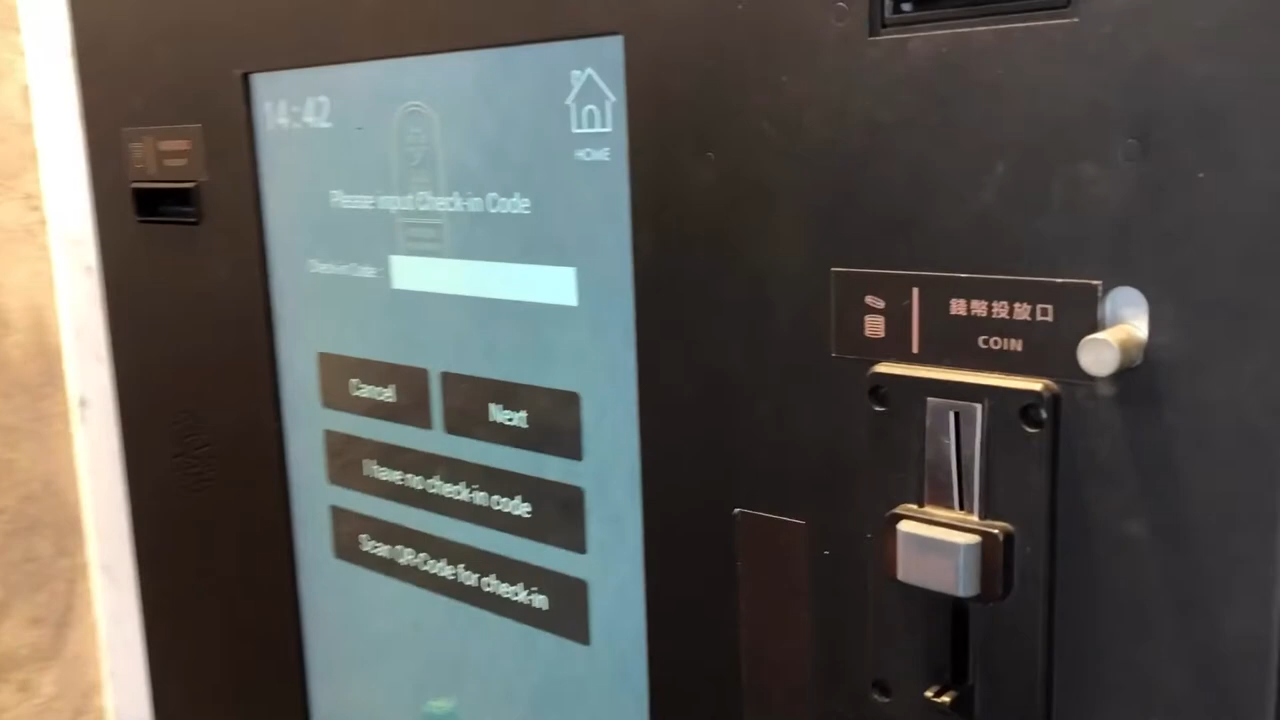 14:42
HOME
Please input Check-in Code
Check-in Code:
Cancel
Next
I have no check-in code
Scan QR-Code for check-in
錢幣投放口
COIN